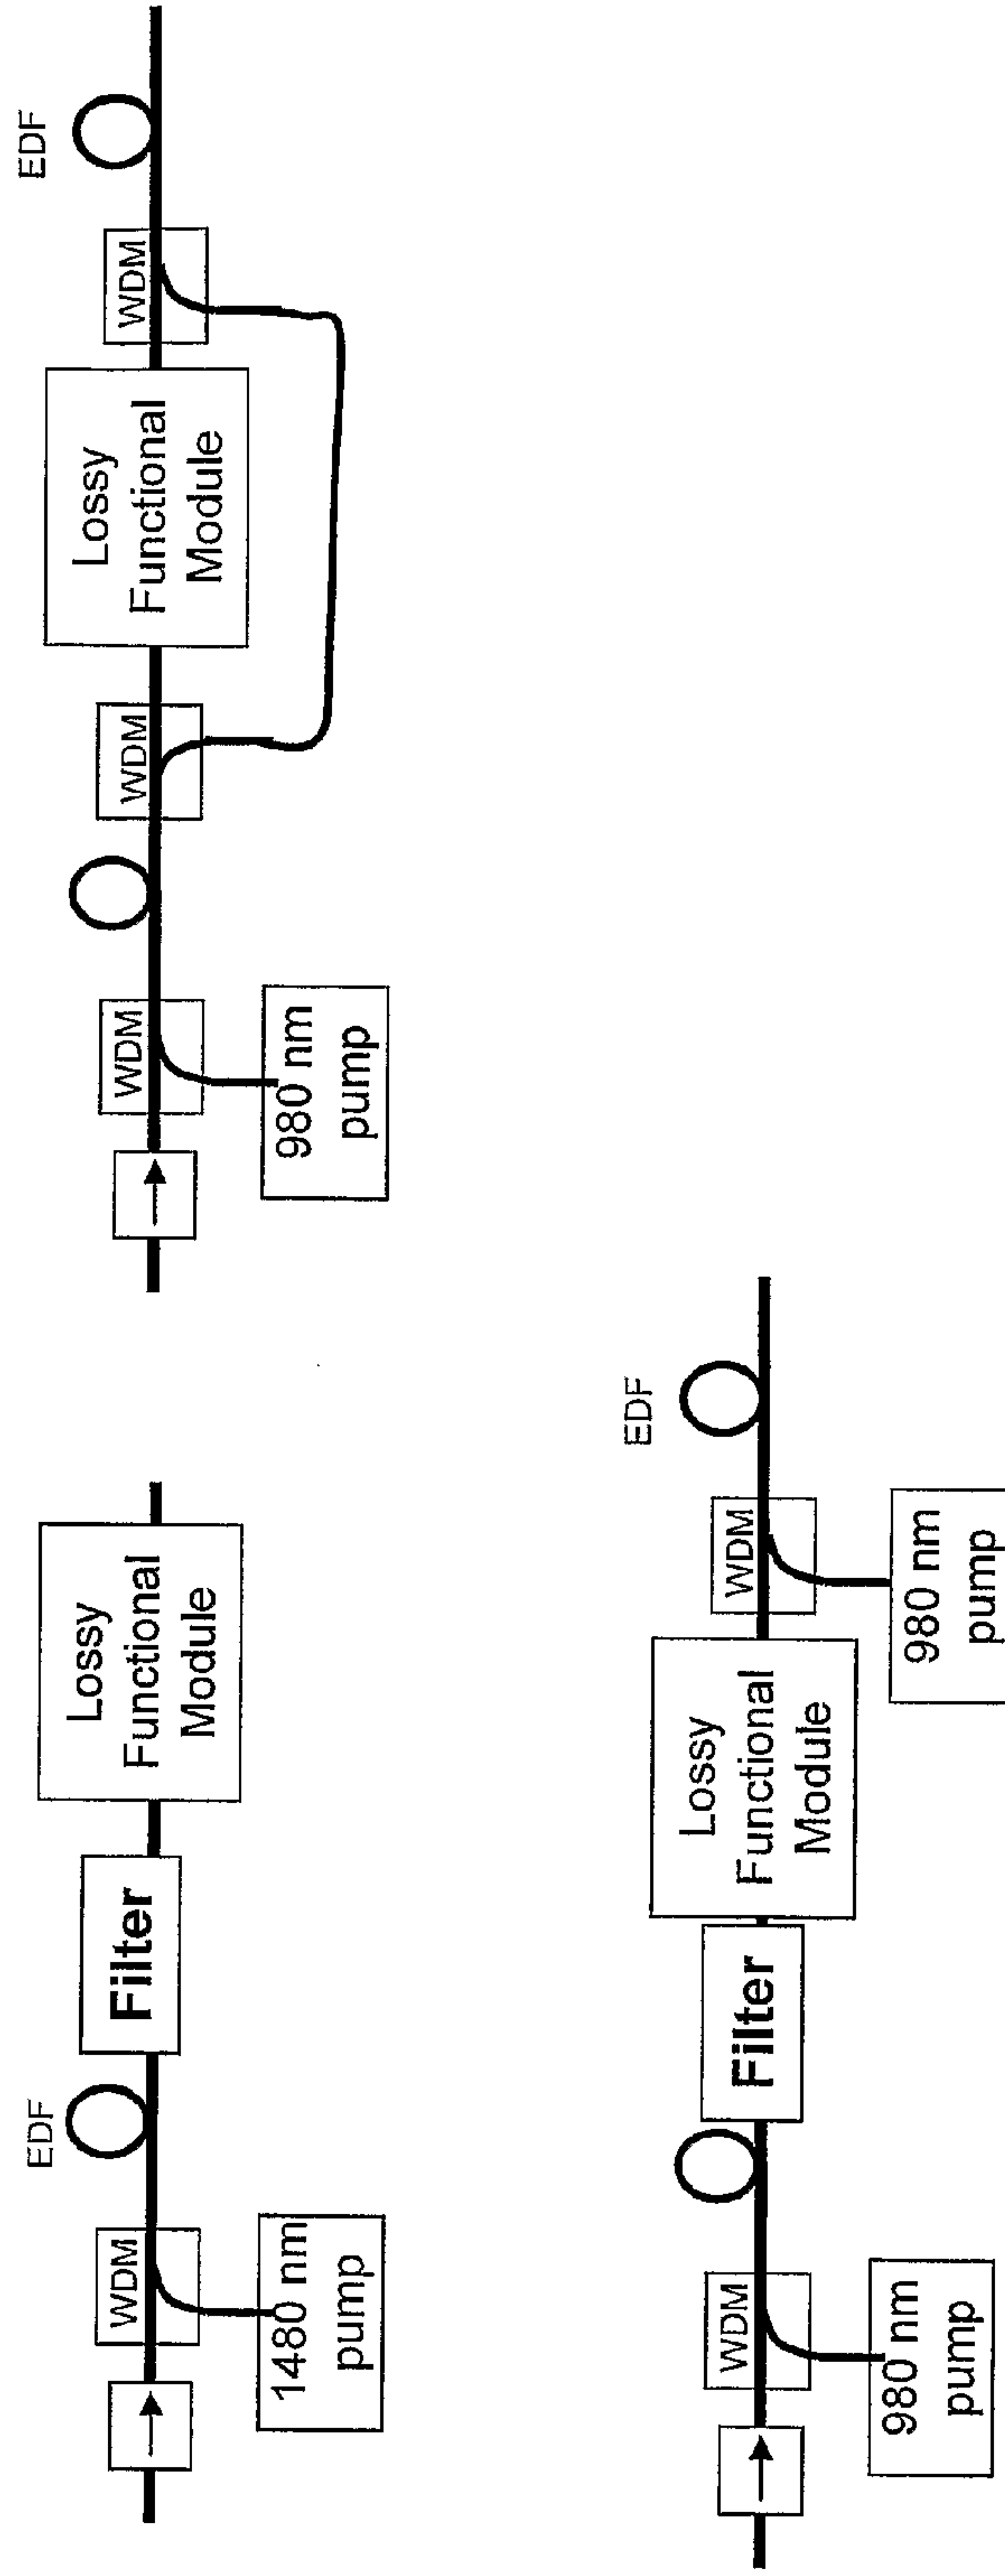 EDF
WDM
Filter
Lossy
Functional
Module
1480 nm
pump
EDF
WDM
WDM
Lossy
Functional
Module
WDM
980 nm
pump
EDF
WDM
Filter
Lossy
Functional
Module
WDM
980 nm
pump
980 nm
pump